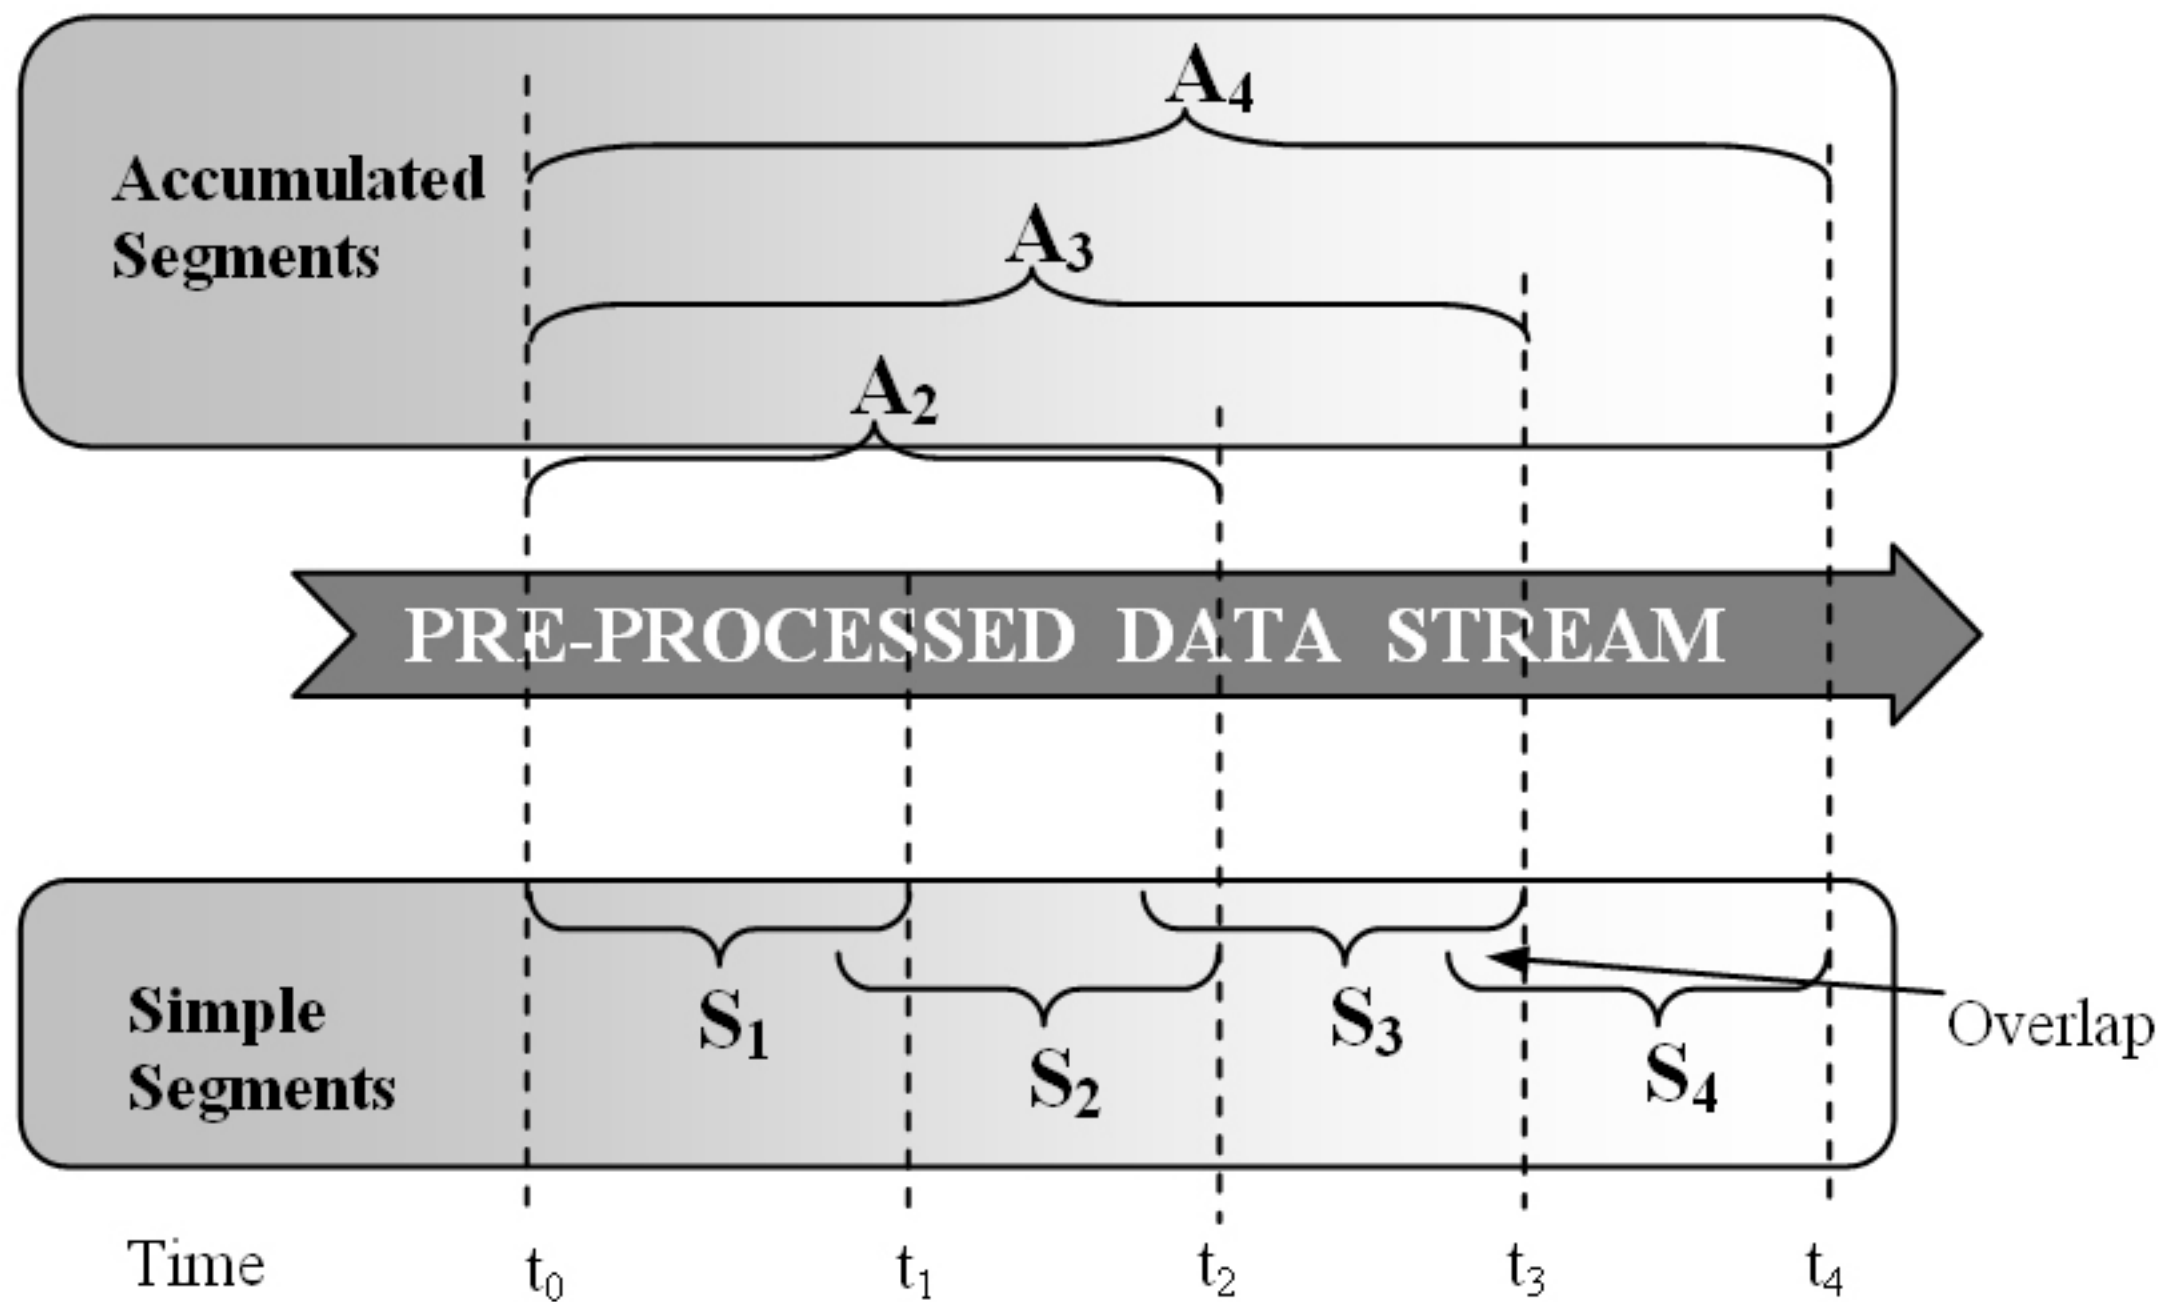 A4
Accumulated
Segments
A3
A2
PRE-PROCESSED DATA STREAM
Simple
Segments
S1
S2
S3
S4
Overlap
Time t0 t1 t2 t3 t4